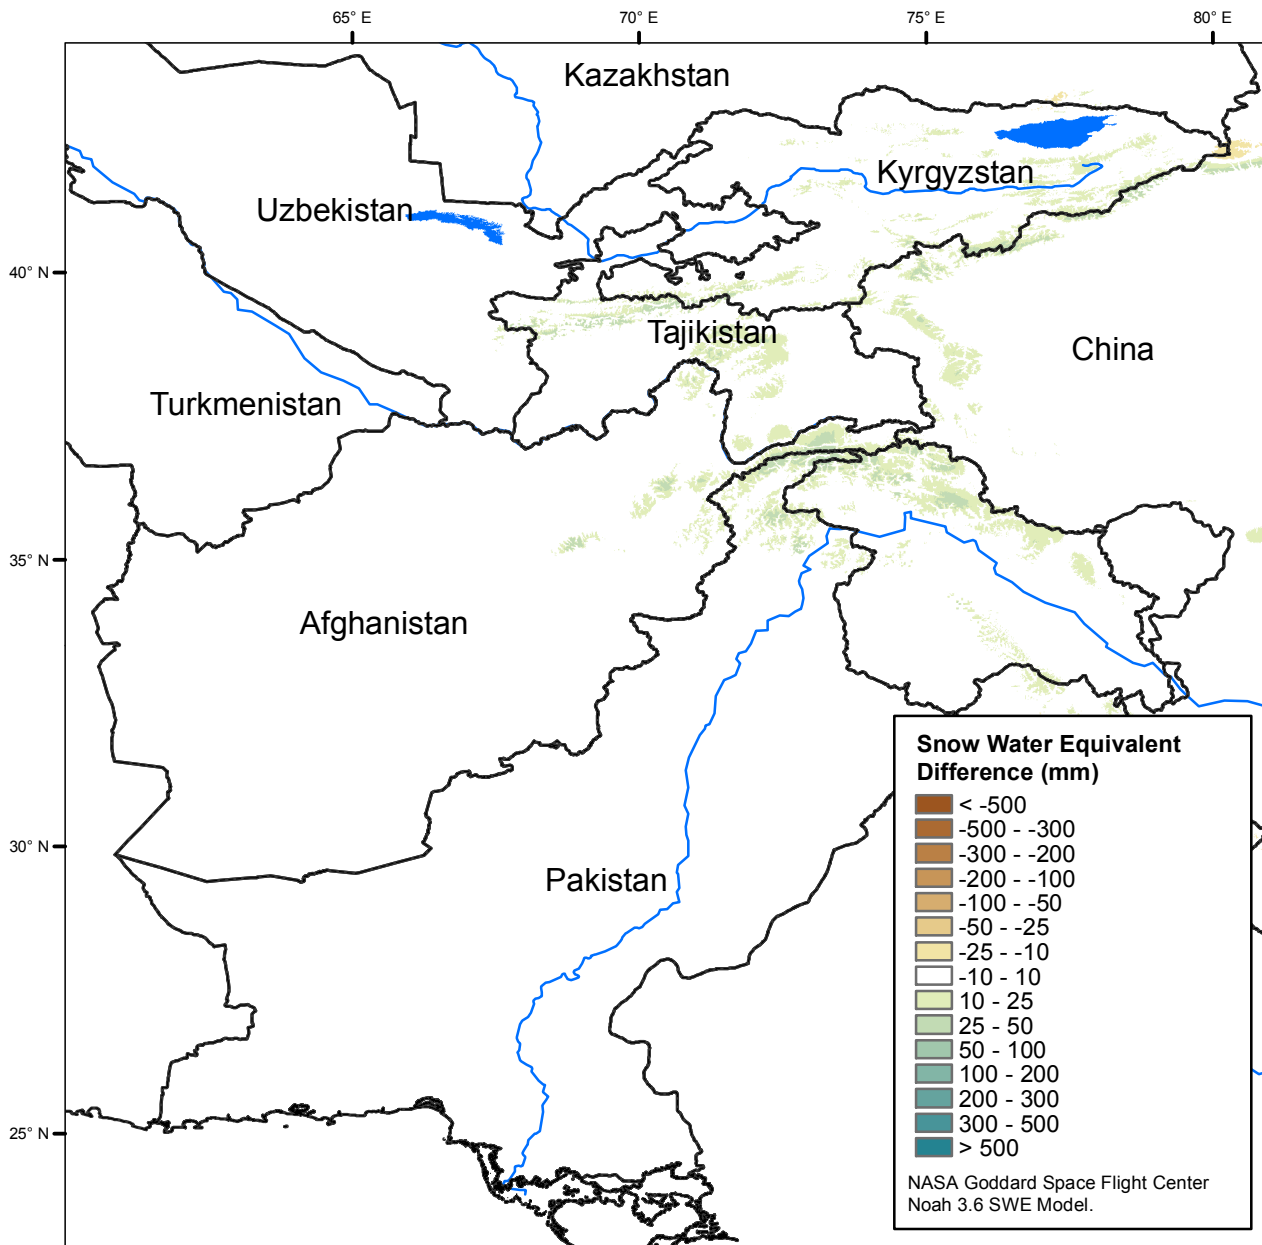 65° E
70° E
75° E
80° E
Kazakhstan
Kyrgyzstan
Uzbekistan
40° N
Tajikistan
China
Turkmenistan
35° N
Afghanistan
30° N
Pakistan
25° N
Snow Water Equivalent
Difference (mm)
< -500
-500 - -300
-300 - -200
-200 - -100
-100 - -50
-50 - -25
-25 - -10
-10 - 10
10 - 25
25 - 50
50 - 100
100 - 200
200 - 300
300 - 500
> 500
NASA Goddard Space Flight Center
Noah 3.6 SWE Model.